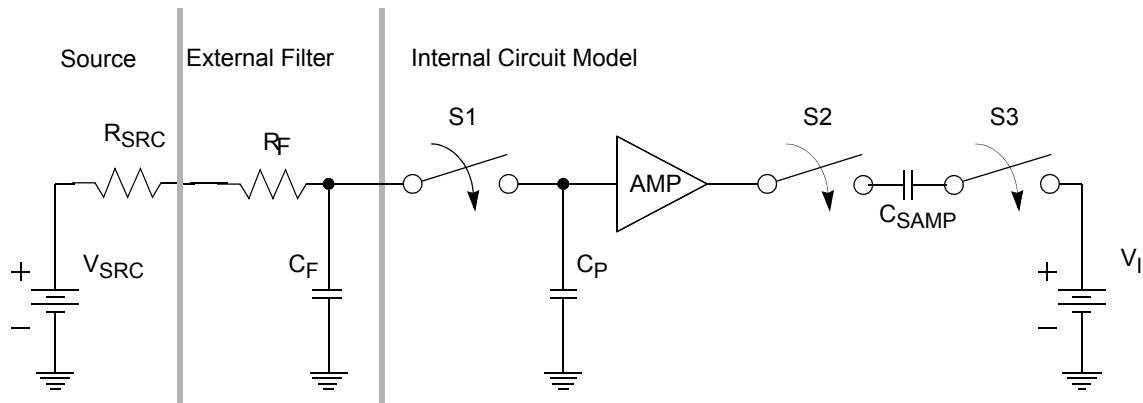 Source
External Filter
Internal Circuit Model
RSRC
RF
S1
S2
S3
AMP
CSAMP
+
VSRC
−
CF
CP
+
−
VI